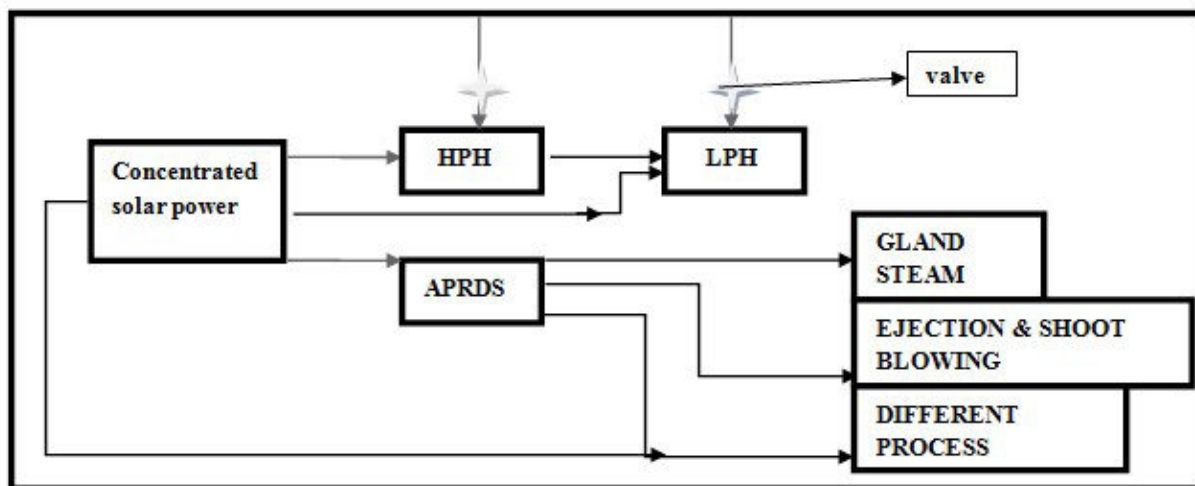 valve
HPH
LPH
Concentrated
solar power
GLAND
STEAM
APRDS
EJECTION & SHOOT
BLOWING
DIFFERENT
PROCESS